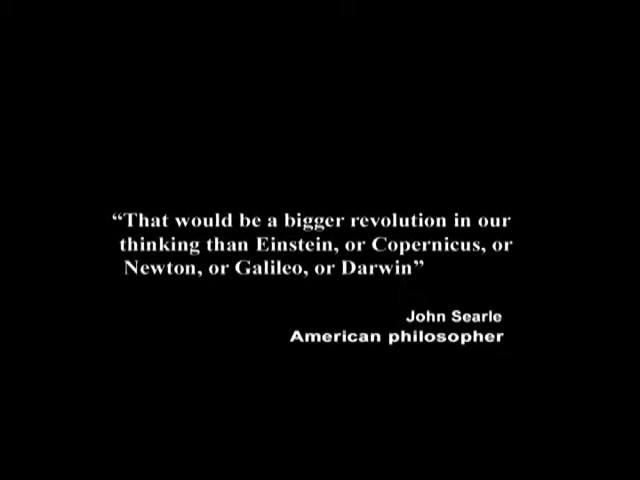 “That would be a bigger revolution in our
thinking than Einstein, or Copernicus, or
Newton, or Galileo, or Darwin”
John Searle
American philosopher